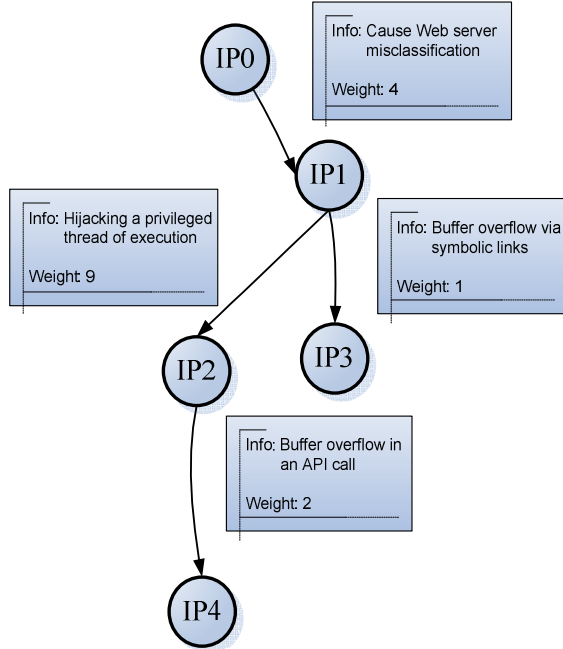 IP0
Info: Cause Web server
misclassification
Weight: 4
IP1
Info: Hijacking a privileged
thread of execution
Weight: 9
Info: Buffer overflow via
symbolic links
Weight: 1
IP2
IP3
Info: Buffer overflow in
an API call
Weight: 2
IP4